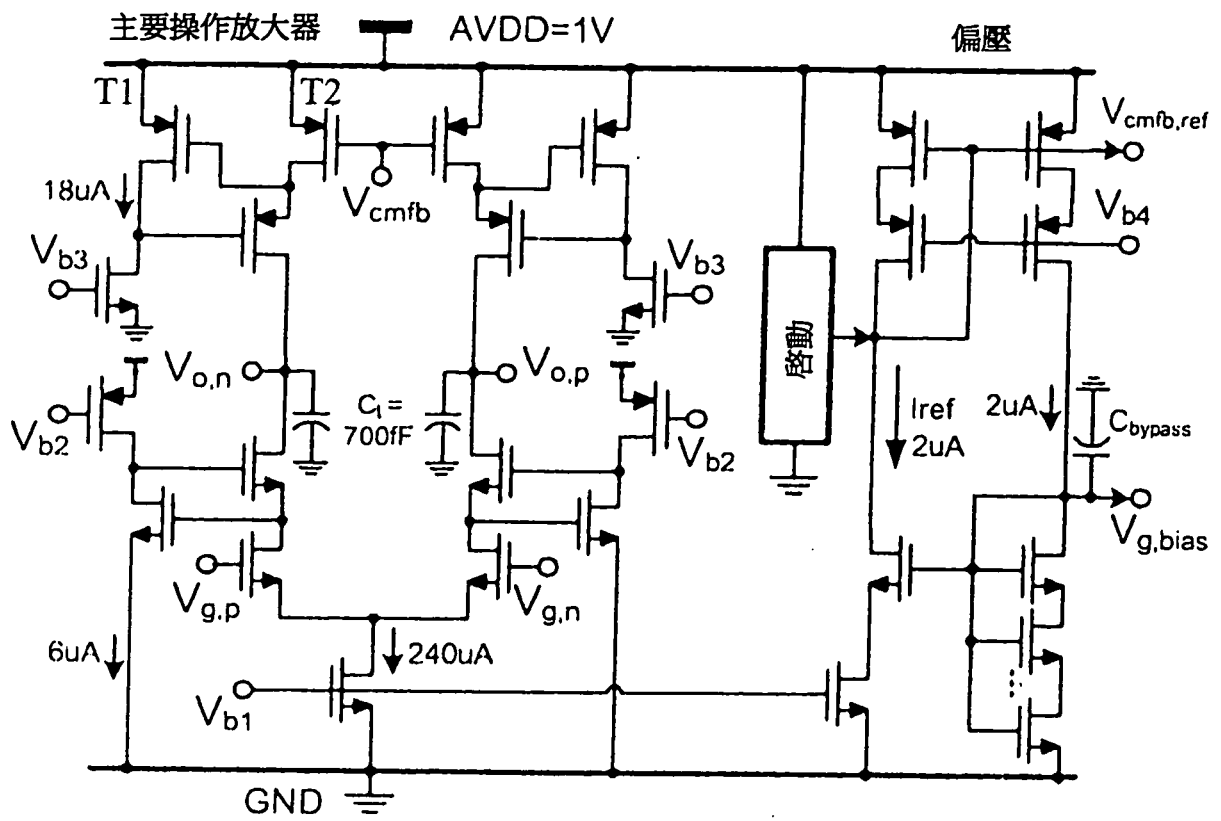 主要操作放大器
AVDD=1V
偏壓
T1
T2
Vcmfb
Vcmfb,ref
18uA
Vb3
Vb3
Vb4
Vo,n
Cl=
700fF
Vo,p
Vb2
Vb2
啓動
Iref
2uA
2uA
Cbypass
Vg,bias
Vg,p
Vg,n
6uA
240uA
Vb1
GND